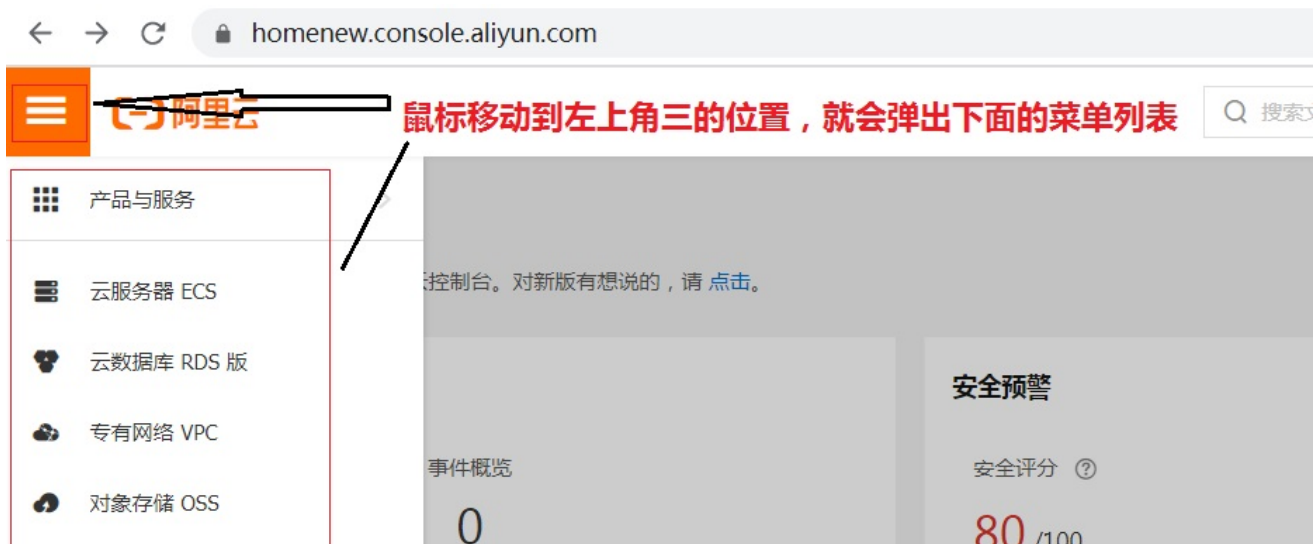 homenew.console.aliyun.com
阿里云
鼠标移动到左上角三的位置，就会弹出下面的菜单列表
搜索文
产品与服务
云服务器 ECS
控制台。对新版有想说的，请 点击。
云数据库 RDS 版
安全预警
专有网络 VPC
事件概览
安全评分
对象存储 OSS
0
80 /100